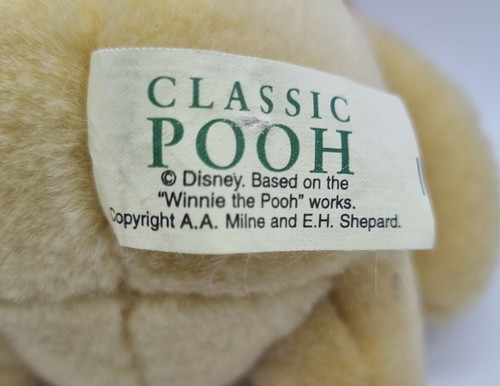 CLASSIC
POOH
© Disney. Based on the
"Winnie the Pooh" works.
Copyright A.A. Milne and E.H. Shepard.